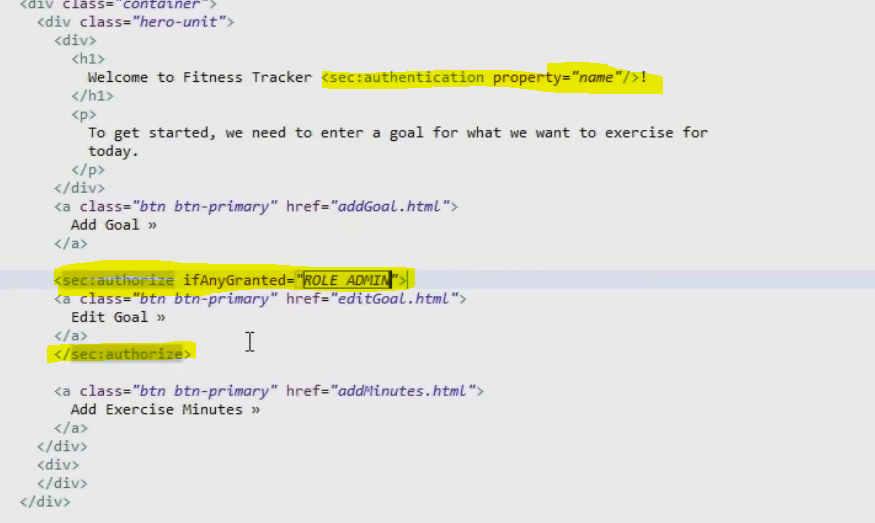 <div class="container">
<div class="hero-unit">
<div>
<h1>
Welcome to Fitness Tracker <sec:authentication property="name"/>!
</h1>
<p>
To get started, we need to enter a goal for what we want to exercise for
today.
</p>
</div>
<a class="btn btn-primary" href="addGoal.html">
Add Goal »
</a>
<sec:authorize ifAnyGranted="ROLE_ADMIN">
<a class="btn btn-primary" href="editGoal.html">
Edit Goal »
</a>
</sec:authorize>
<a class="btn btn-primary" href="addMinutes.html">
Add Exercise Minutes »
</a>
</div>
<div>
</div>
</div>